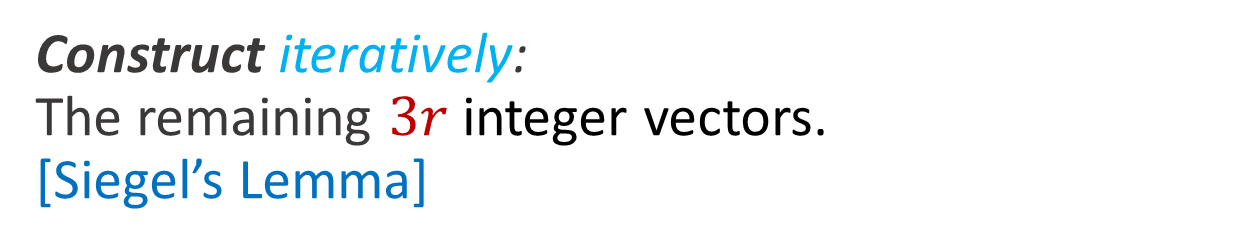 Construct iteratively:
The remaining 3r integer vectors.
[Siegel’s Lemma]